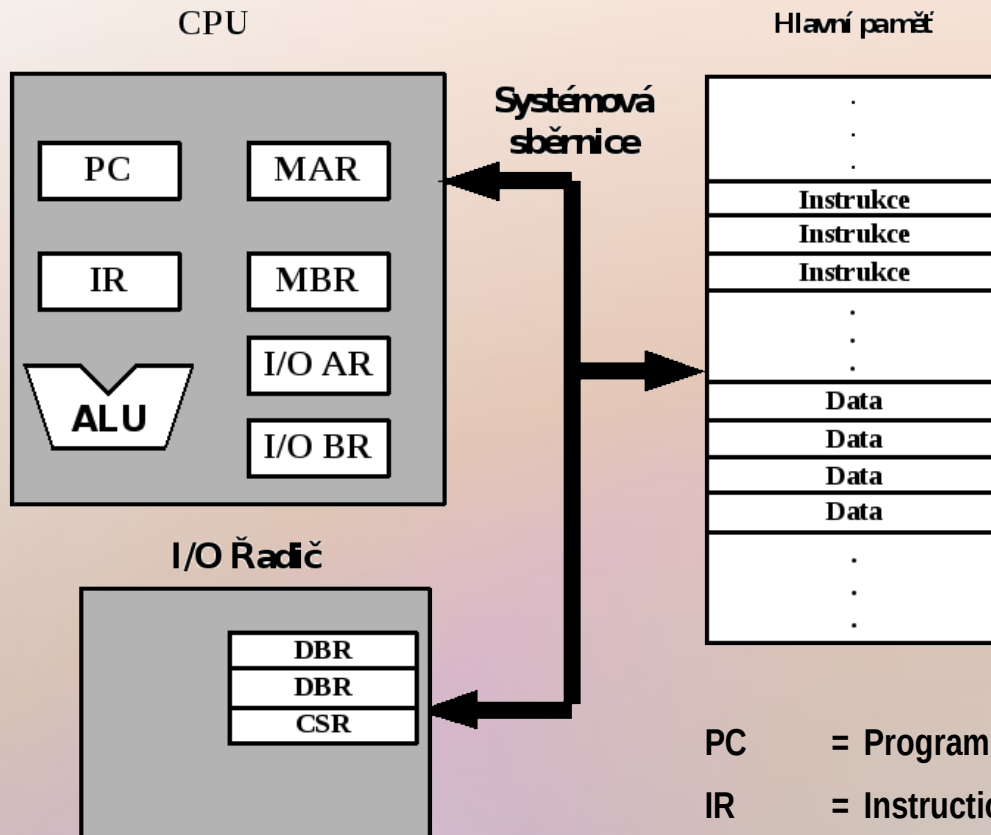 CPU
PC
MAR
IR
MBR
I/O AR
ALU
I/O BR
Systémová
sběrnice
Hlavní paměť
Instrukce
Instrukce
Instrukce
Data
Data
Data
Data
I/O Řadič
DBR
DBR
CSR
PC = Program
IR =